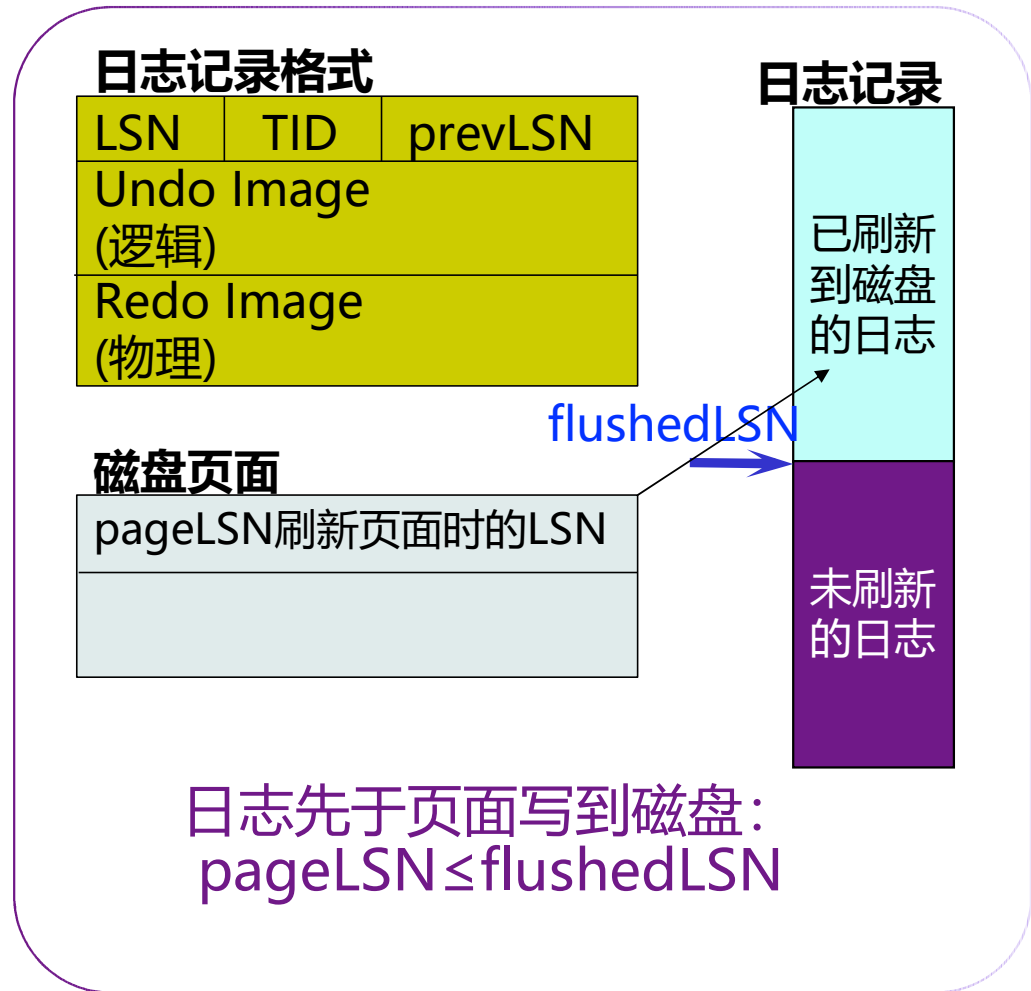 日志记录格式
LSN TID prevLSN
Undo Image
(逻辑)
Redo Image
(物理)
日志记录
已刷新
到磁盘
的日志
flushedLSN
未刷新
的日志
磁盘页面
pageLSN刷新页面时的LSN
日志先于页面写到磁盘：
pageLSN≤flushedLSN